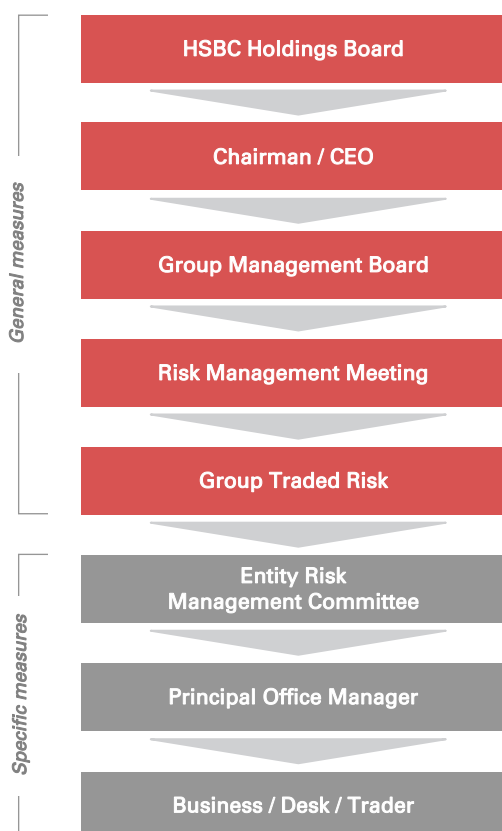 HSBC Holdings Board
Chairman / CEO
General measures
Group Management Board
Risk Management Meeting
Group Traded Risk
Entity Risk
Management Committee
Specific measures
Principal Office Manager
Business / Desk / Trader